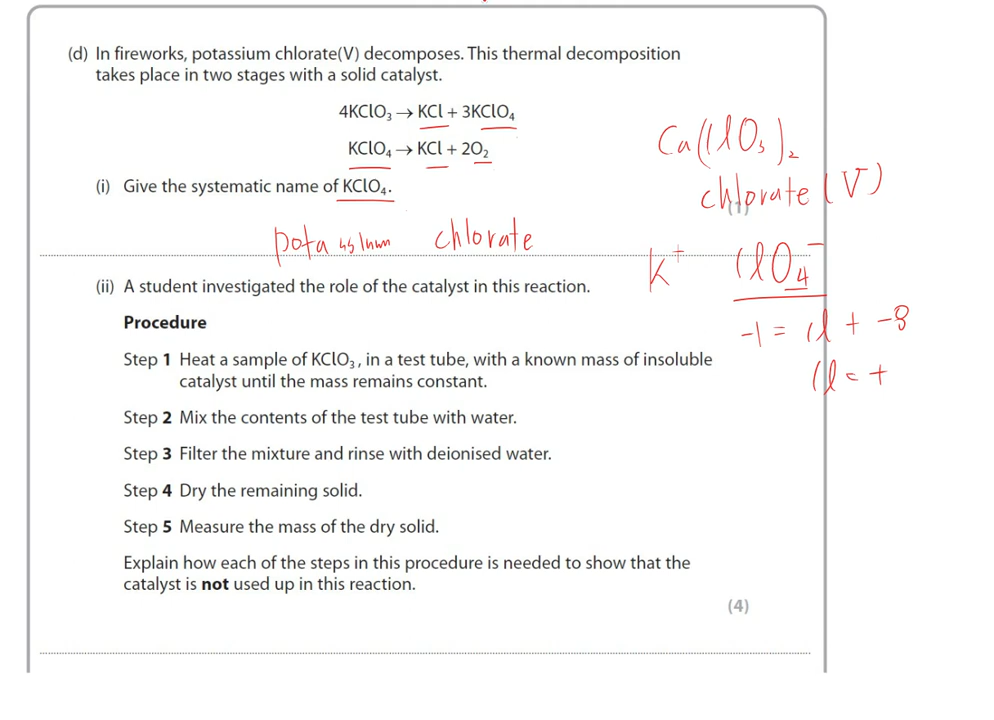 (d) In fireworks, potassium chlorate(V) decomposes. This thermal decomposition
takes place in two stages with a solid catalyst.
4KClO₃ → KCl + 3KClO₄
KClO₄ → KCl + 2O₂
Ca(ClO₃)₂
(i) Give the systematic name of KClO₄.
chlorate (V)
(1)
potassium chlorate
K⁺ ClO₄⁻
(ii) A student investigated the role of the catalyst in this reaction.
Procedure
-1 = Cl + -8
Step 1 Heat a sample of KClO₃, in a test tube, with a known mass of insoluble
catalyst until the mass remains constant.
Cl = +
Step 2 Mix the contents of the test tube with water.
Step 3 Filter the mixture and rinse with deionised water.
Step 4 Dry the remaining solid.
Step 5 Measure the mass of the dry solid.
Explain how each of the steps in this procedure is needed to show that the
catalyst is not used up in this reaction.
(4)